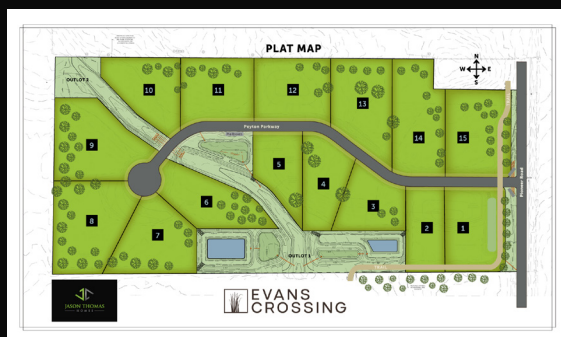 PLAT MAP
N
W E
S
OUTLOT 2
10
11
12
13
14
15
9
Peyton Parkway
5
4
3
8
7
6
2
1
Pioneer Road
OUTLOT 1
JASON THOMAS
HOMES
EVANS
CROSSING